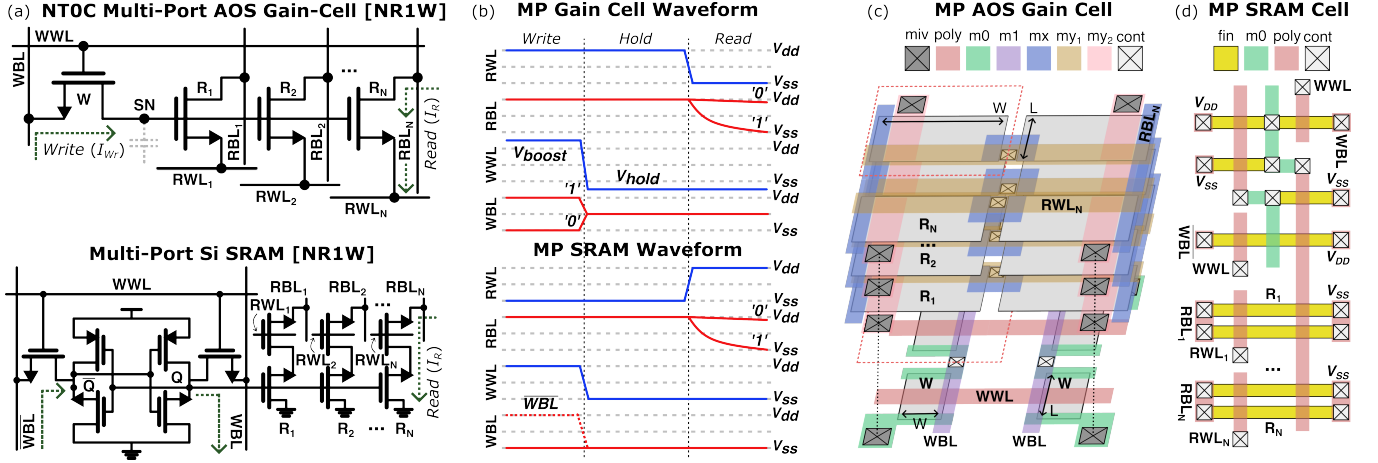 (a) NT0C Multi-Port AOS Gain-Cell [NR1W]
WWL
WBL
W
SN
R1
R2
...
RN
RBL1
RBL2
RBLN
Write (IWr)
Read (IR)
RWL1
RWL2
RWLN
Multi-Port Si SRAM [NR1W]
WWL
RBL1 RBL2 ... RBLN
RWL1
RWL2
RWLN
Q
Q
WBL
WBL
Read (IR)
R1 R2 ... RN
(b) MP Gain Cell Waveform
Write Hold Read
RWL
Vdd
VSS
RBL
'0'
Vdd
'1'
VSS
WWL
Vboost
Vhold
Vdd
VSS
WBL
'1'
'0'
Vdd
VSS
MP SRAM Waveform
RWL
Vdd
VSS
RBL
'0'
Vdd
'1'
VSS
WWL
Vdd
VSS
WBL
WBL
Vdd
VSS
(c) MP AOS Gain Cell
miv poly m0 m1 mx my1 my2 cont
W
L
RBLN
RWLN
RN
...
R2
R1
W
W
WWL
W
L
WBL WBL
(d) MP SRAM Cell
fin m0 poly cont
WWL
VDD
WBL
VSS
VSS
WBL
VDD
WWL
R1
VSS
RBL1
RWL1
...
VSS
RBLN
RWLN
RN